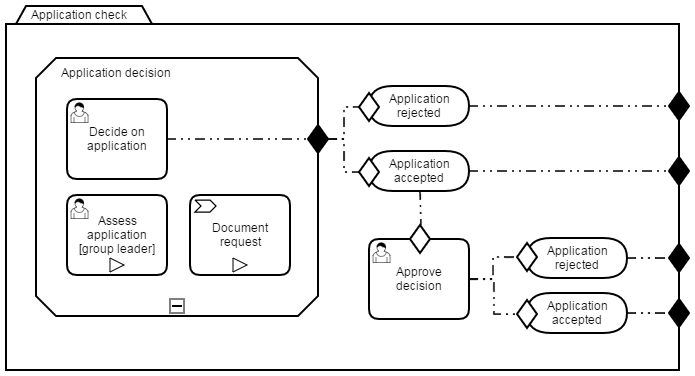 Application check
Application decision
Decide on
application
Assess
application
[group leader]
Document
request
Application
rejected
Application
accepted
Approve
decision
Application
rejected
Application
accepted